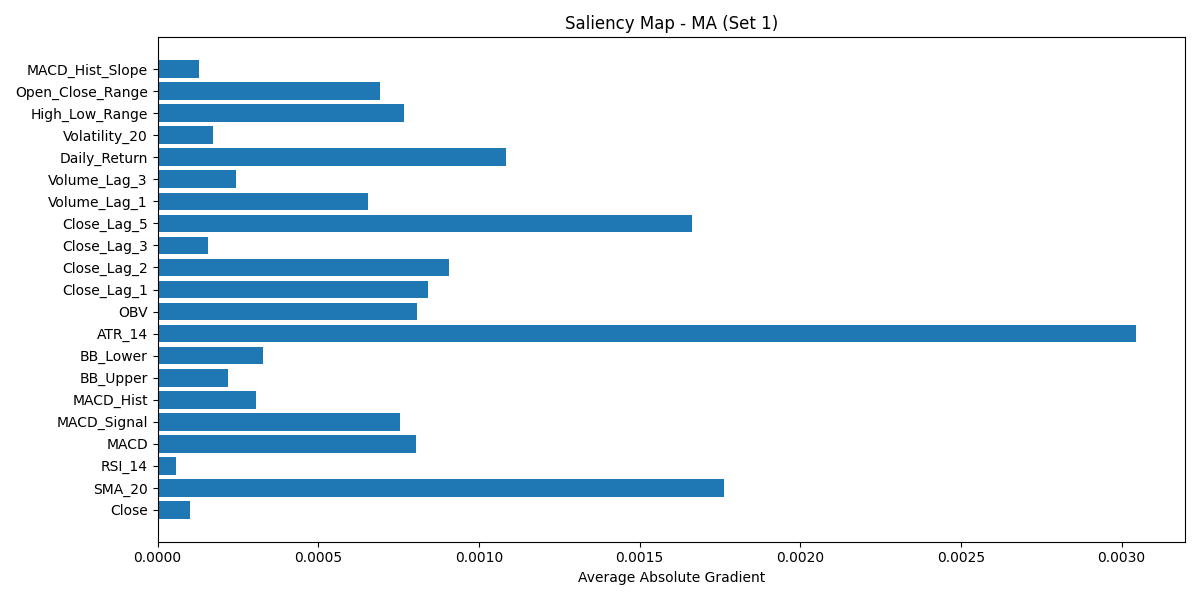 Saliency Map - MA (Set 1)
MACD_Hist_Slope
Open_Close_Range
High_Low_Range
Volatility_20
Daily_Return
Volume_Lag_3
Volume_Lag_1
Close_Lag_5
Close_Lag_3
Close_Lag_2
Close_Lag_1
OBV
ATR_14
BB_Lower
BB_Upper
MACD_Hist
MACD_Signal
MACD
RSI_14
SMA_20
Close
0.0000 0.0005 0.0010 0.0015 0.0020 0.0025 0.0030
Average Absolute Gradient